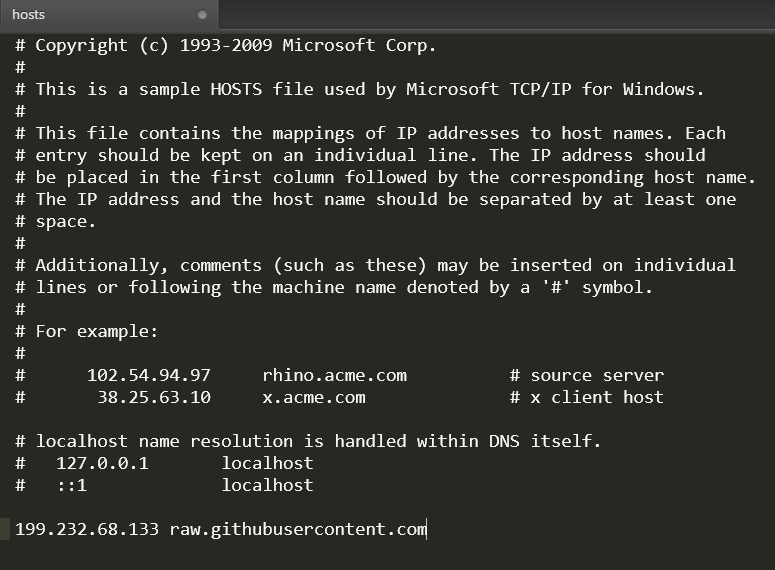 hosts
# Copyright (c) 1993-2009 Microsoft Corp.
#
# This is a sample HOSTS file used by Microsoft TCP/IP for Windows.
#
# This file contains the mappings of IP addresses to host names. Each
# entry should be kept on an individual line. The IP address should
# be placed in the first column followed by the corresponding host name.
# The IP address and the host name should be separated by at least one
# space.
#
# Additionally, comments (such as these) may be inserted on individual
# lines or following the machine name denoted by a '#' symbol.
#
# For example:
#
#      102.54.94.97     rhino.acme.com          # source server
#       38.25.63.10     x.acme.com              # x client host

# localhost name resolution is handled within DNS itself.
#   127.0.0.1       localhost
#   ::1             localhost

199.232.68.133 raw.githubusercontent.com